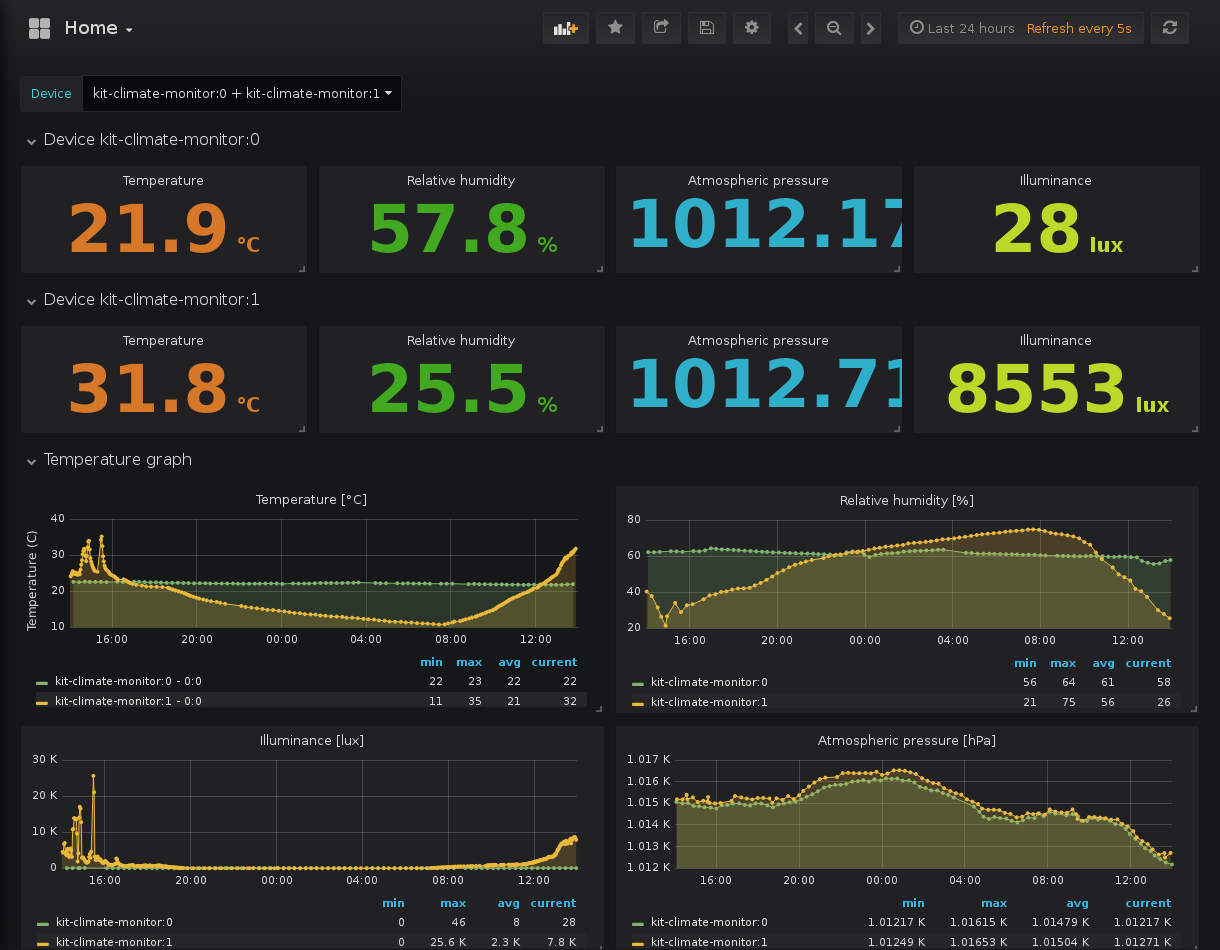 Home
Last 24 hours Refresh every 5s
Device kit-climate-monitor:0 + kit-climate-monitor:1
Device kit-climate-monitor:0
Temperature Relative humidity Atmospheric pressure Illuminance
21.9 °C 57.8 % 1012.17 28 lux
Device kit-climate-monitor:1
Temperature Relative humidity Atmospheric pressure Illuminance
31.8 °C 25.5 % 1012.71 8553 lux
Temperature graph
Temperature [°C]
Temperature (C)
40
30
20
10
16:00 20:00 00:00 04:00 08:00 12:00
min max avg current
kit-climate-monitor:0 - 0:0 22 23 22 22
kit-climate-monitor:1 - 0:0 11 35 21 32
Relative humidity [%]
80
60
40
20
16:00 20:00 00:00 04:00 08:00 12:00
min max avg current
kit-climate-monitor:0 56 64 61 58
kit-climate-monitor:1 21 75 56 26
Illuminance [lux]
30 K
20 K
10 K
0
16:00 20:00 00:00 04:00 08:00 12:00
min max avg current
kit-climate-monitor:0 0 46 8 28
kit-climate-monitor:1 0 25.6 K 2.3 K 7.8 K
Atmospheric pressure [hPa]
1.017 K
1.016 K
1.015 K
1.014 K
1.013 K
1.012 K
16:00 20:00 00:00 04:00 08:00 12:00
min max avg current
kit-climate-monitor:0 1.01217 K 1.01615 K 1.01479 K 1.01217 K
kit-climate-monitor:1 1.01249 K 1.01653 K 1.01504 K 1.01271 K